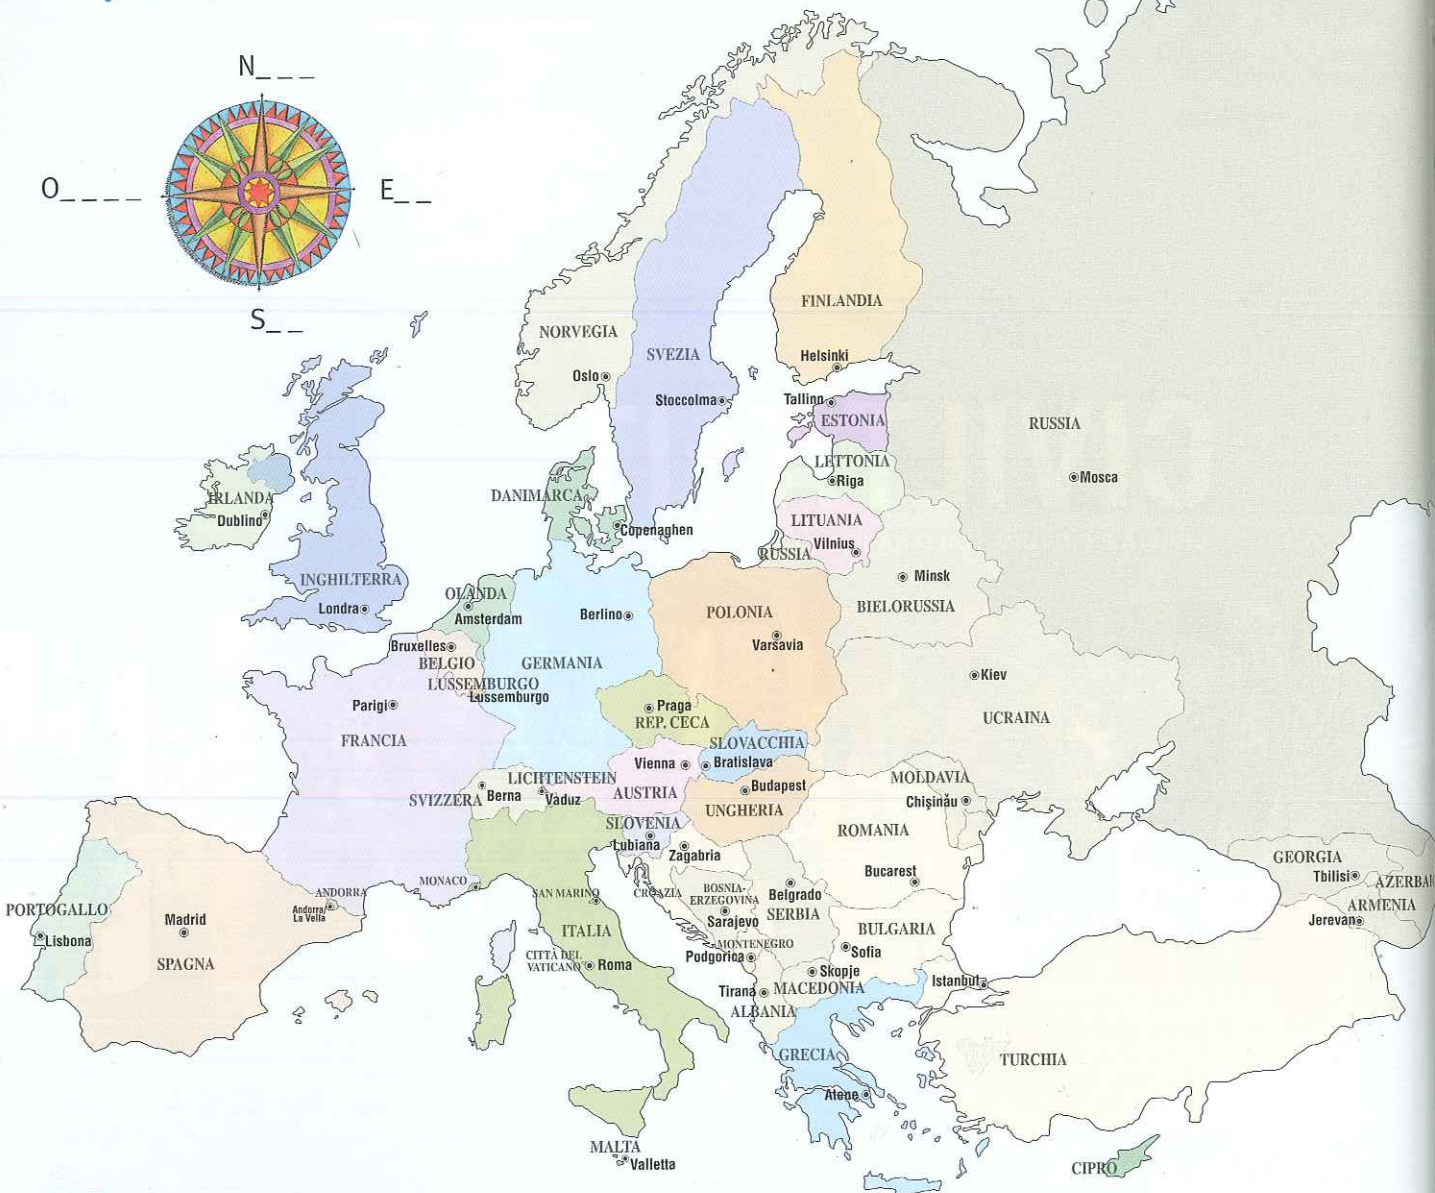 N_ _ _
O_ _ _ _
E_ _
S_ _
NORVEGIA
Oslo
SVEZIA
Stoccolma
FINLANDIA
Helsinki
Tallinn
ESTONIA
LETTONIA
Riga
LITUANIA
Vilnius
RUSSIA
RUSSIA
Mosca
IRLANDA
Dublino
INGHILTERRA
Londra
DANIMARCA
Copenaghen
OLANDA
Amsterdam
Bruxelles
BELGIO
LUSSEMBURGO
Lussemburgo
GERMANIA
Berlino
POLONIA
Varsavia
Minsk
BIELORUSSIA
Kiev
UCRAINA
Parigi
FRANCIA
Praga
REP. CECA
SLOVACCHIA
Bratislava
Vienna
AUSTRIA
LICHTENSTEIN
Vaduz
SVIZZERA
Berna
Budapest
UNGHERIA
MOLDAVIA
Chişinău
ROMANIA
Bucarest
SLOVENIA
Lubiana
Zagabria
CROAZIA
BOSNIA-
ERZEGOVINA
Sarajevo
Belgrado
SERBIA
MONTENEGRO
Podgorica
BULGARIA
Sofia
Skopje
MACEDONIA
Tirana
ALBANIA
GRECIA
Atene
Istanbul
TURCHIA
GEORGIA
Tbilisi
AZERBAI
ARMENIA
Jerevan
CIPRO
MONACO
SAN MARINO
ITALIA
CITTÀ DEL
VATICANO
Roma
MALTA
Valletta
ANDORRA
Andorra
La Vella
PORTOGALLO
Lisbona
Madrid
SPAGNA